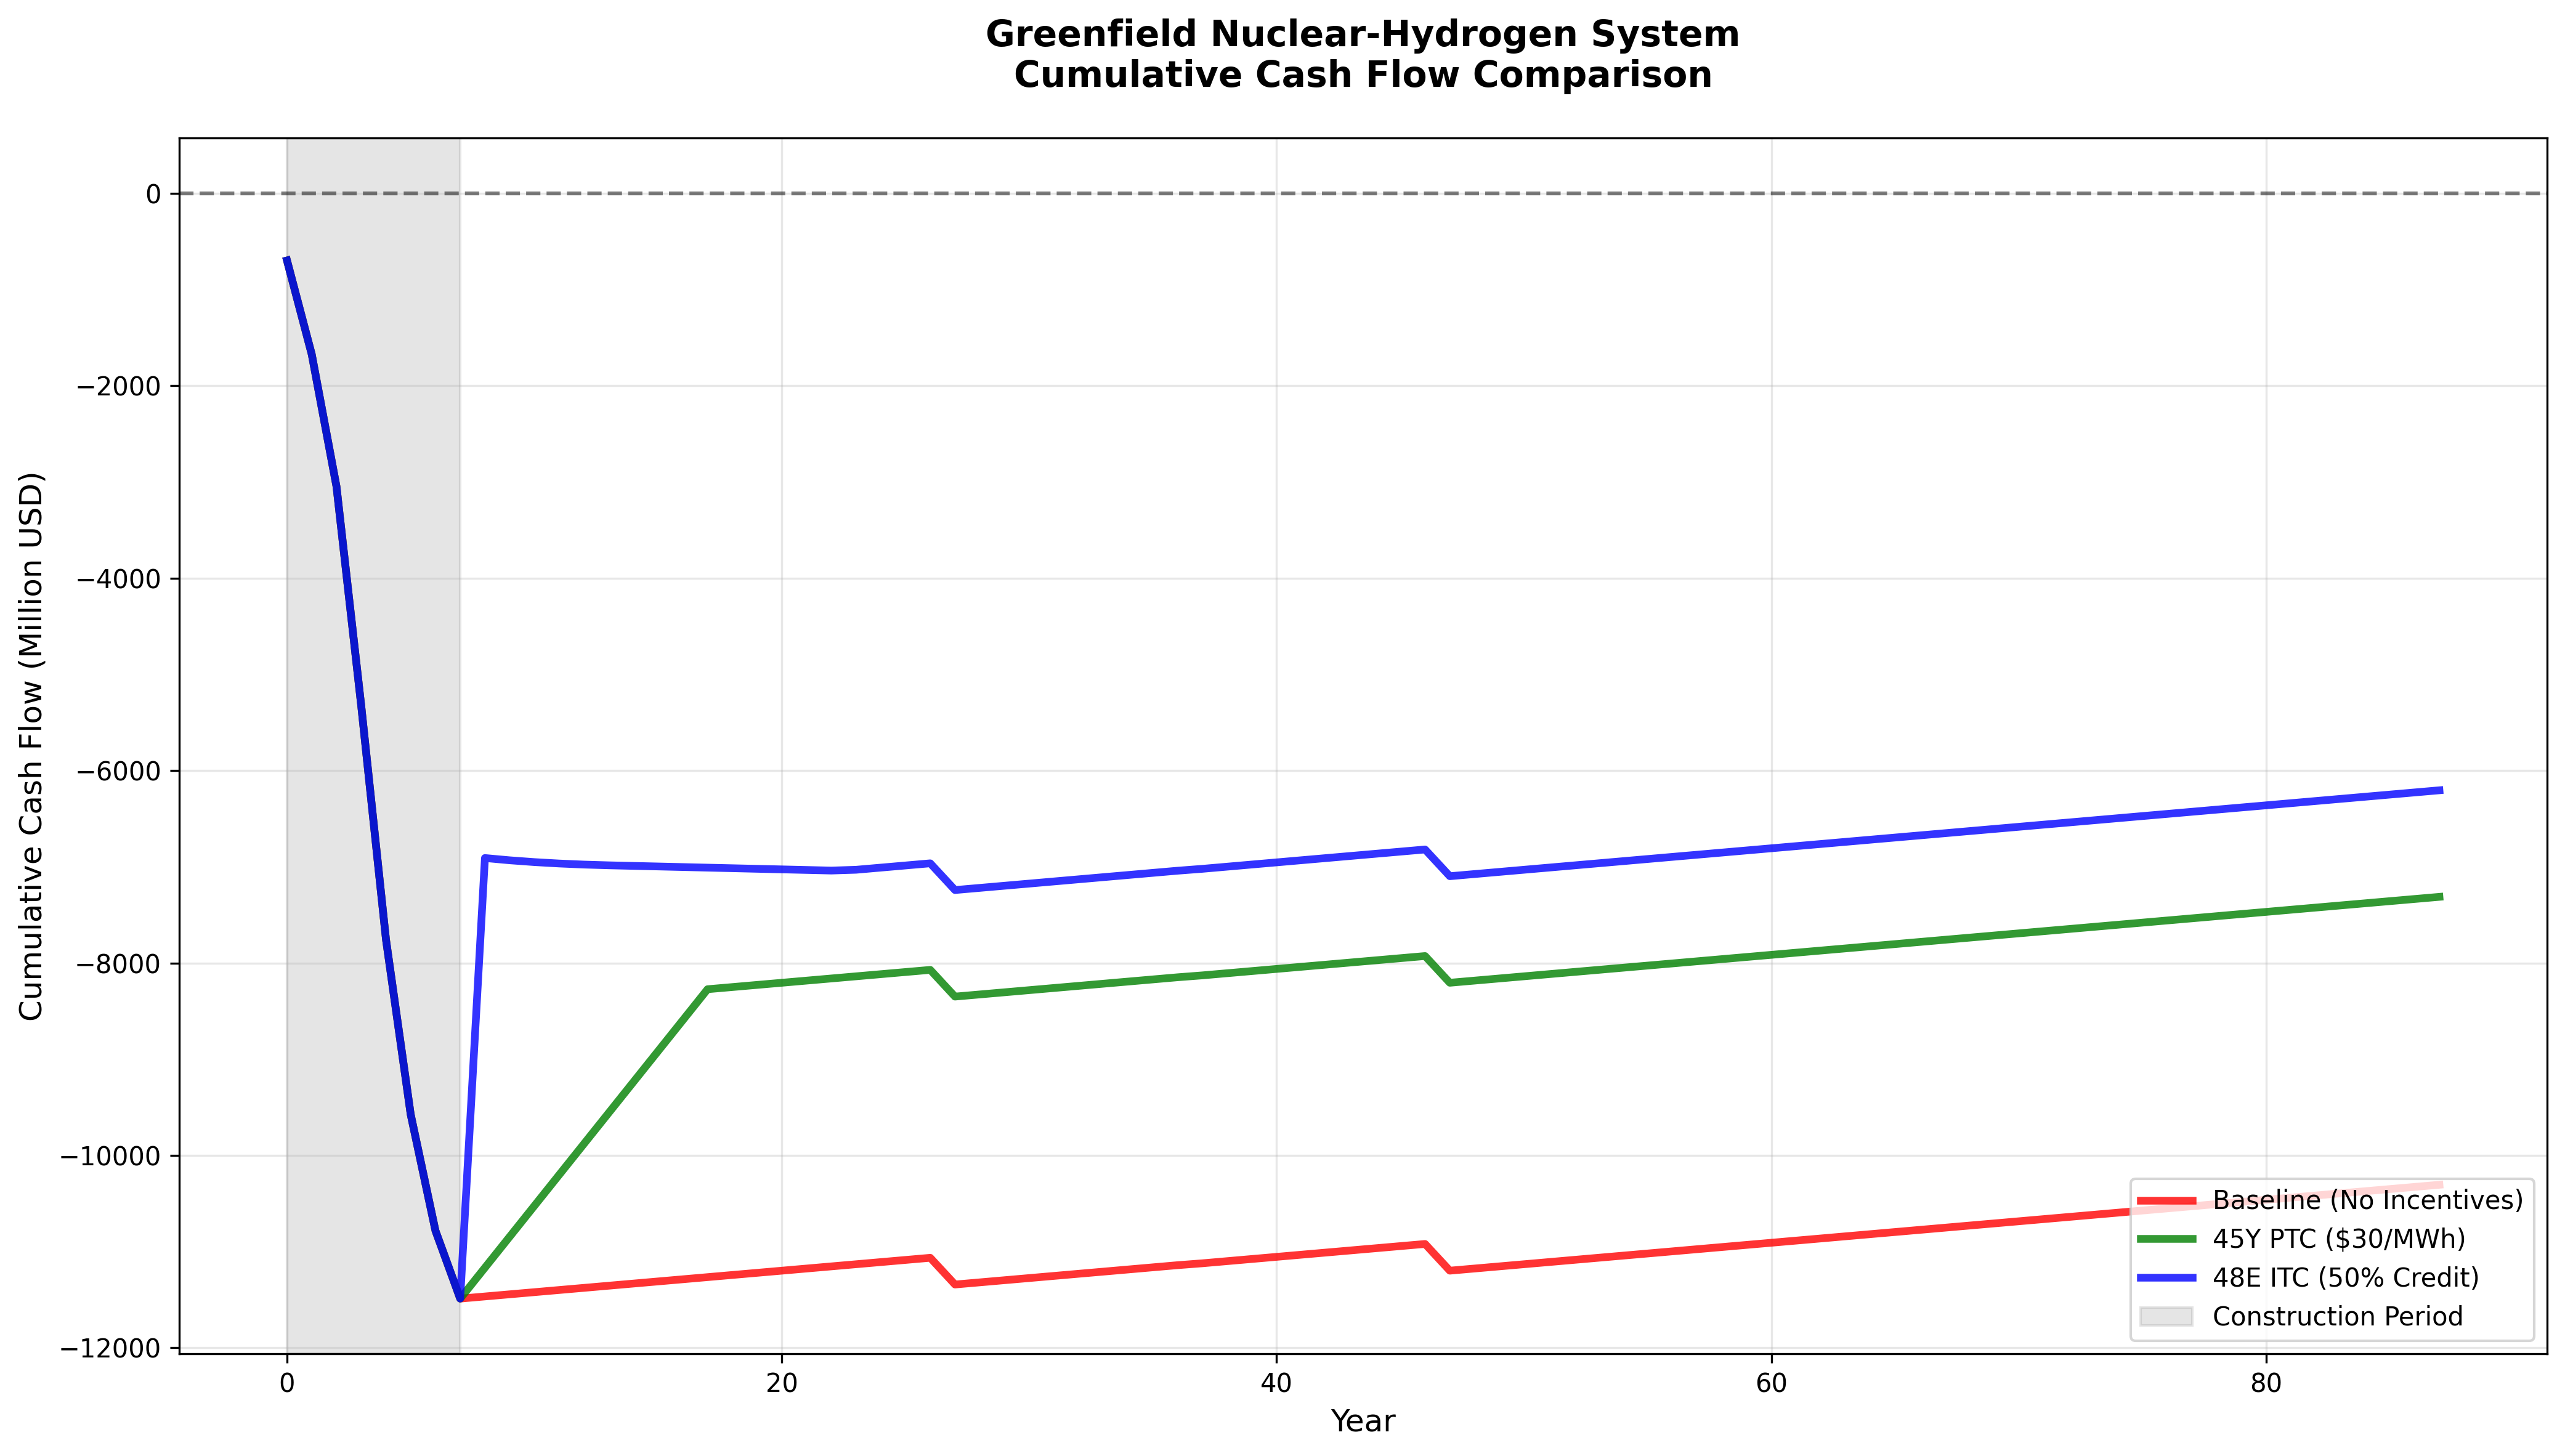 Greenfield Nuclear-Hydrogen System
Cumulative Cash Flow Comparison
Cumulative Cash Flow (Million USD)
0
−2000
−4000
−6000
−8000
−10000
−12000
0
20
40
60
80
Year
Baseline (No Incentives)
45Y PTC ($30/MWh)
48E ITC (50% Credit)
Construction Period